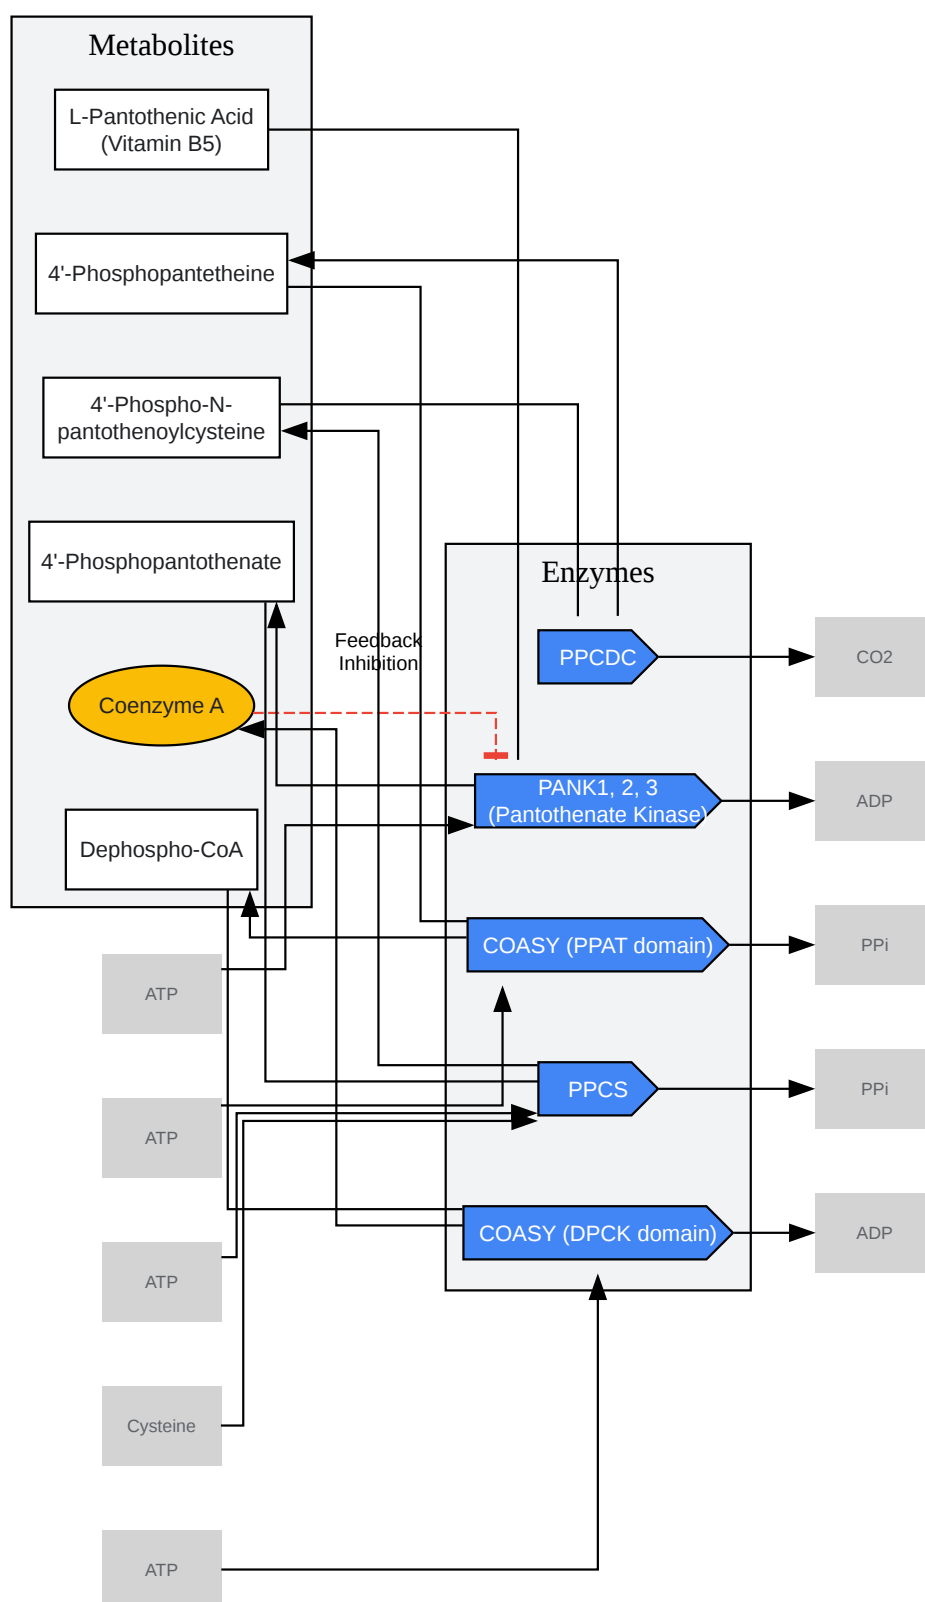 Metabolites
L-Pantothenic Acid
(Vitamin B5)
4'-Phosphopantetheine
4'-Phospho-N-
pantothenoylcysteine
4'-Phosphopantothenate
Coenzyme A
Dephospho-CoA
Feedback
Inhibition
Enzymes
PPCDC
PANK1, 2, 3
(Pantothenate Kinase)
COASY (PPAT domain)
PPCS
COASY (DPCK domain)
CO2
ADP
PPi
PPi
ADP
ATP
ATP
ATP
Cysteine
ATP